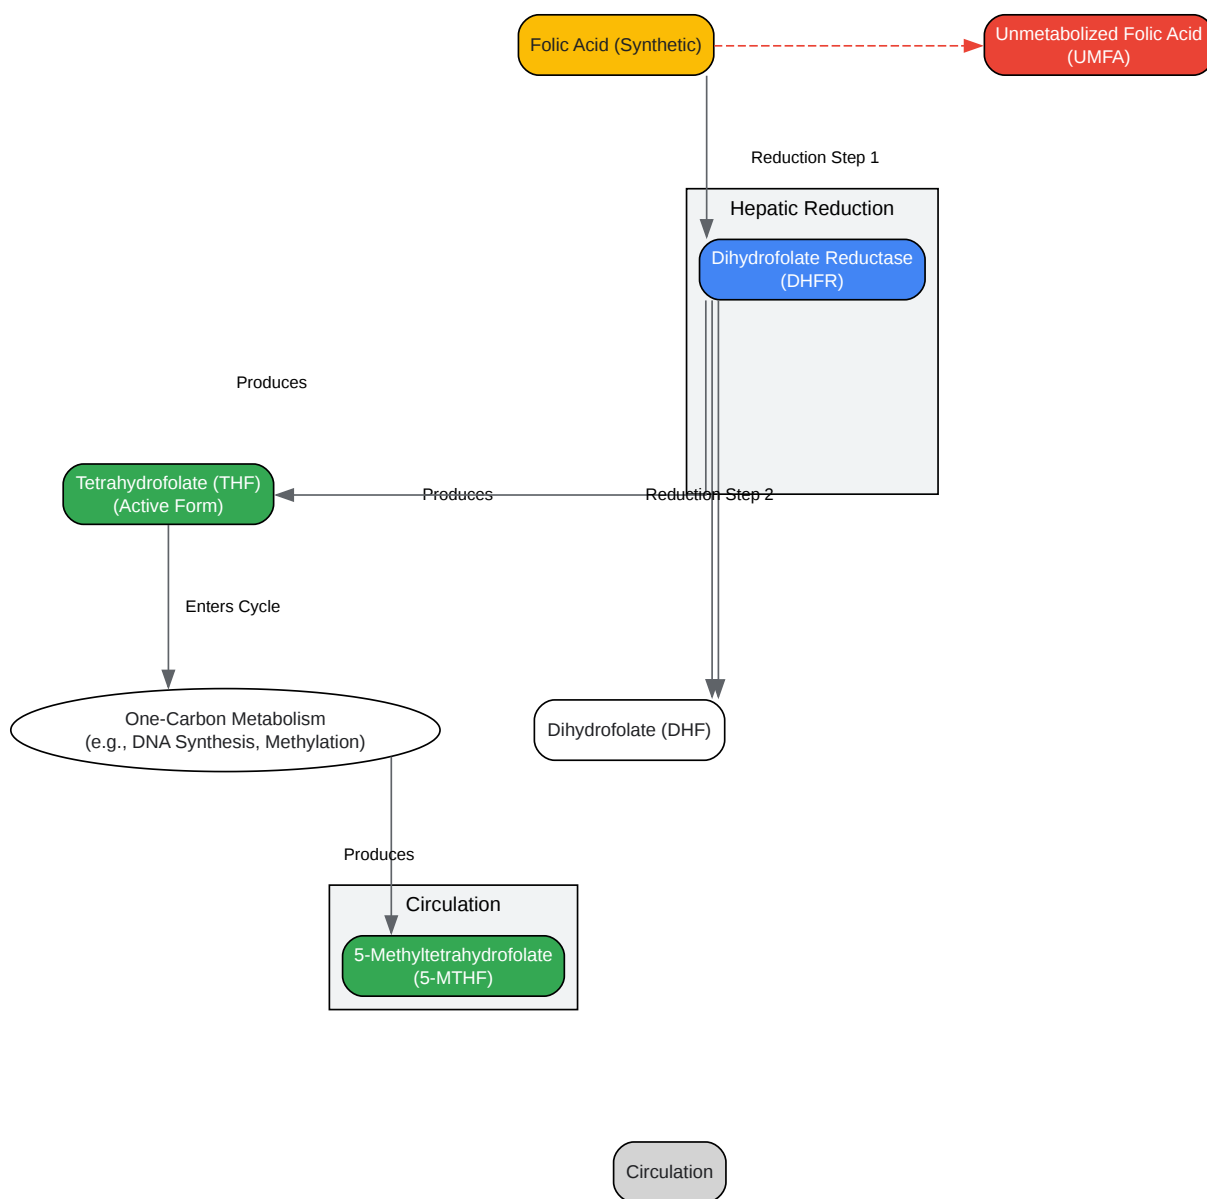 Folic Acid (Synthetic)
Unmetabolized Folic Acid
(UMFA)
Reduction Step 1
Hepatic Reduction
Dihydrofolate Reductase
(DHFR)
Produces
Tetrahydrofolate (THF)
(Active Form)
Produces
Reduction Step 2
Enters Cycle
One-Carbon Metabolism
(e.g., DNA Synthesis, Methylation)
Dihydrofolate (DHF)
Produces
Circulation
5-Methyltetrahydrofolate
(5-MTHF)
Circulation